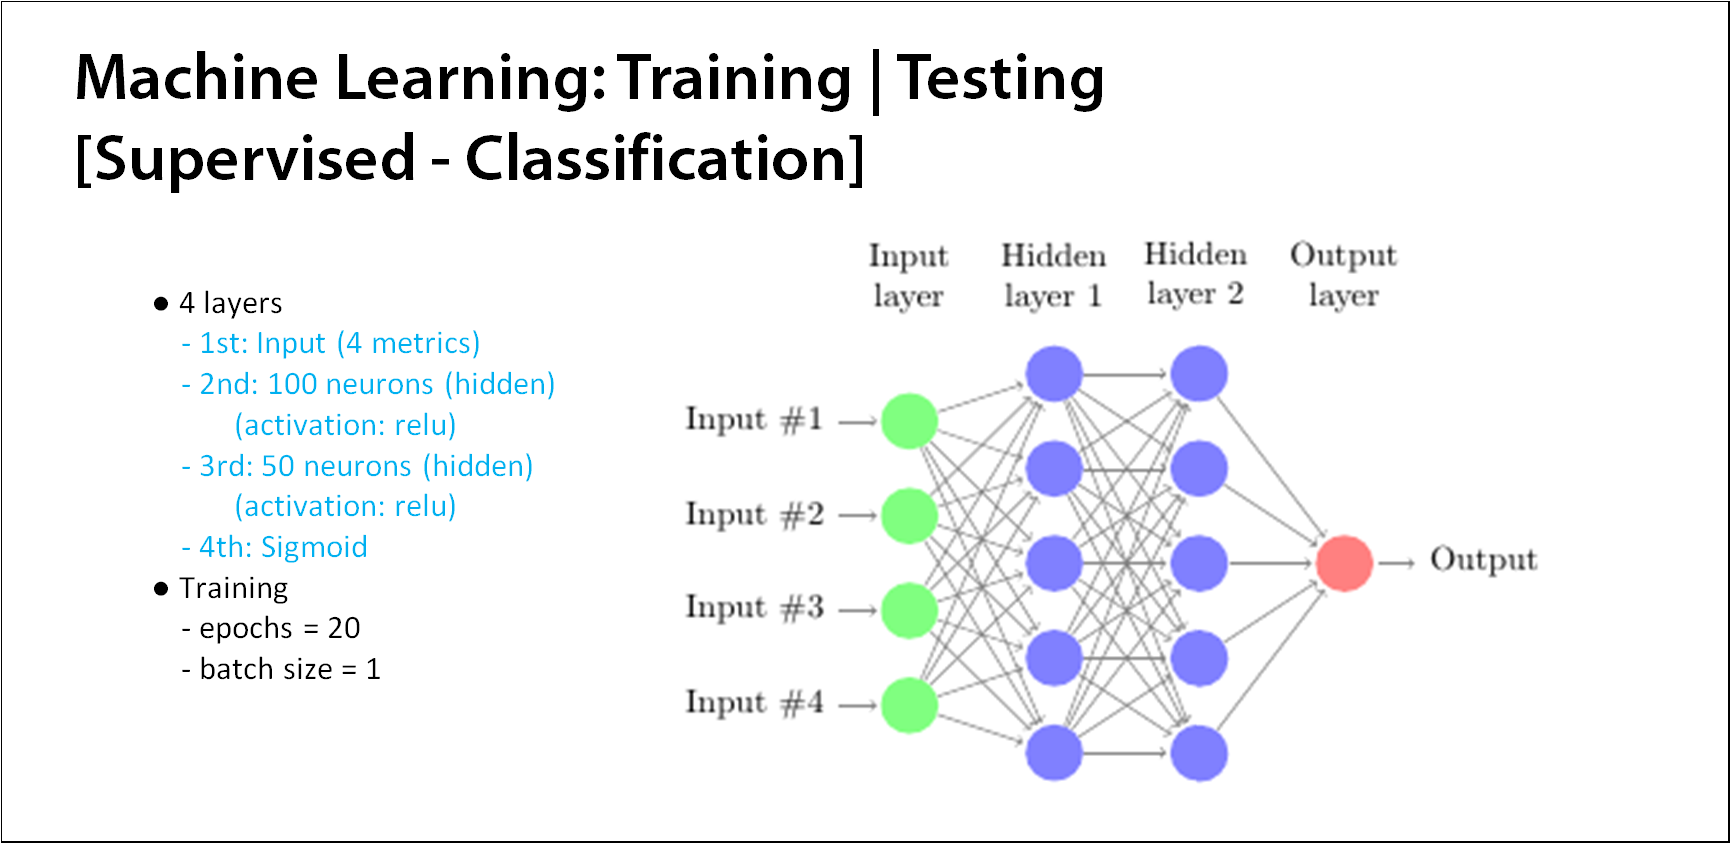 Machine Learning: Training | Testing
[Supervised - Classification]
● 4 layers
- 1st: Input (4 metrics)
- 2nd: 100 neurons (hidden)
(activation: relu)
- 3rd: 50 neurons (hidden)
(activation: relu)
- 4th: Sigmoid
● Training
- epochs = 20
- batch size = 1
Input
layer
Hidden
layer 1
Hidden
layer 2
Output
layer
Input #1
Input #2
Input #3
Input #4
Output